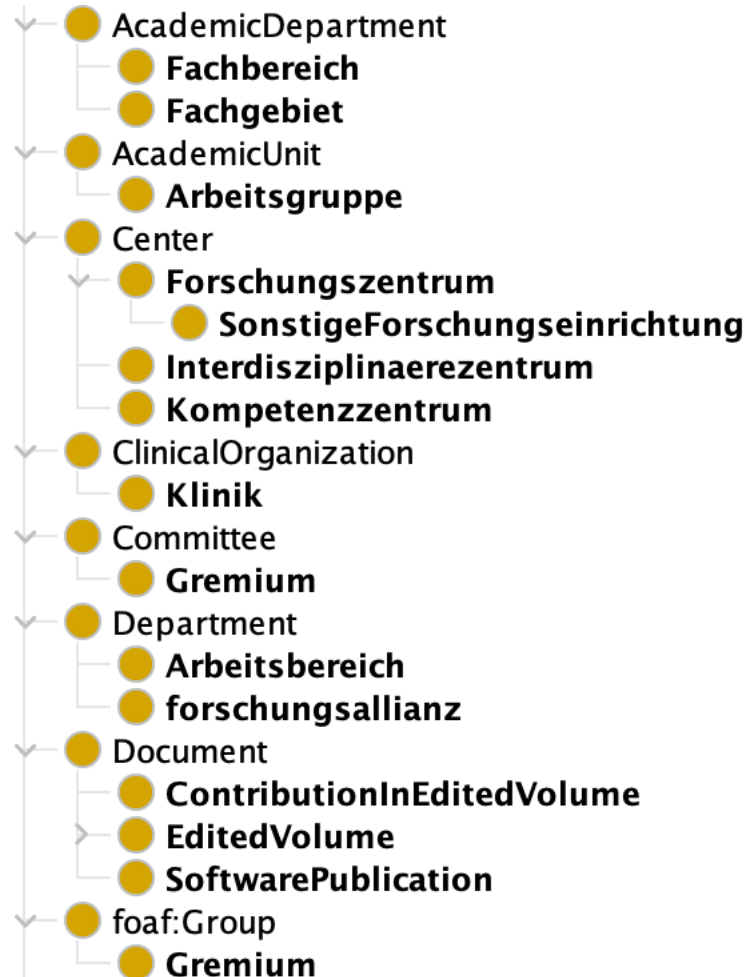 AcademicDepartment
Fachbereich
Fachgebiet
AcademicUnit
Arbeitsgruppe
Center
Forschungszentrum
SonstigeForschungseinrichtung
Interdisziplinaerezentrum
Kompetenzzentrum
ClinicalOrganization
Klinik
Committee
Gremium
Department
Arbeitsbereich
forschungsallianz
Document
ContributionInEditedVolume
EditedVolume
SoftwarePublication
foaf:Group
Gremium